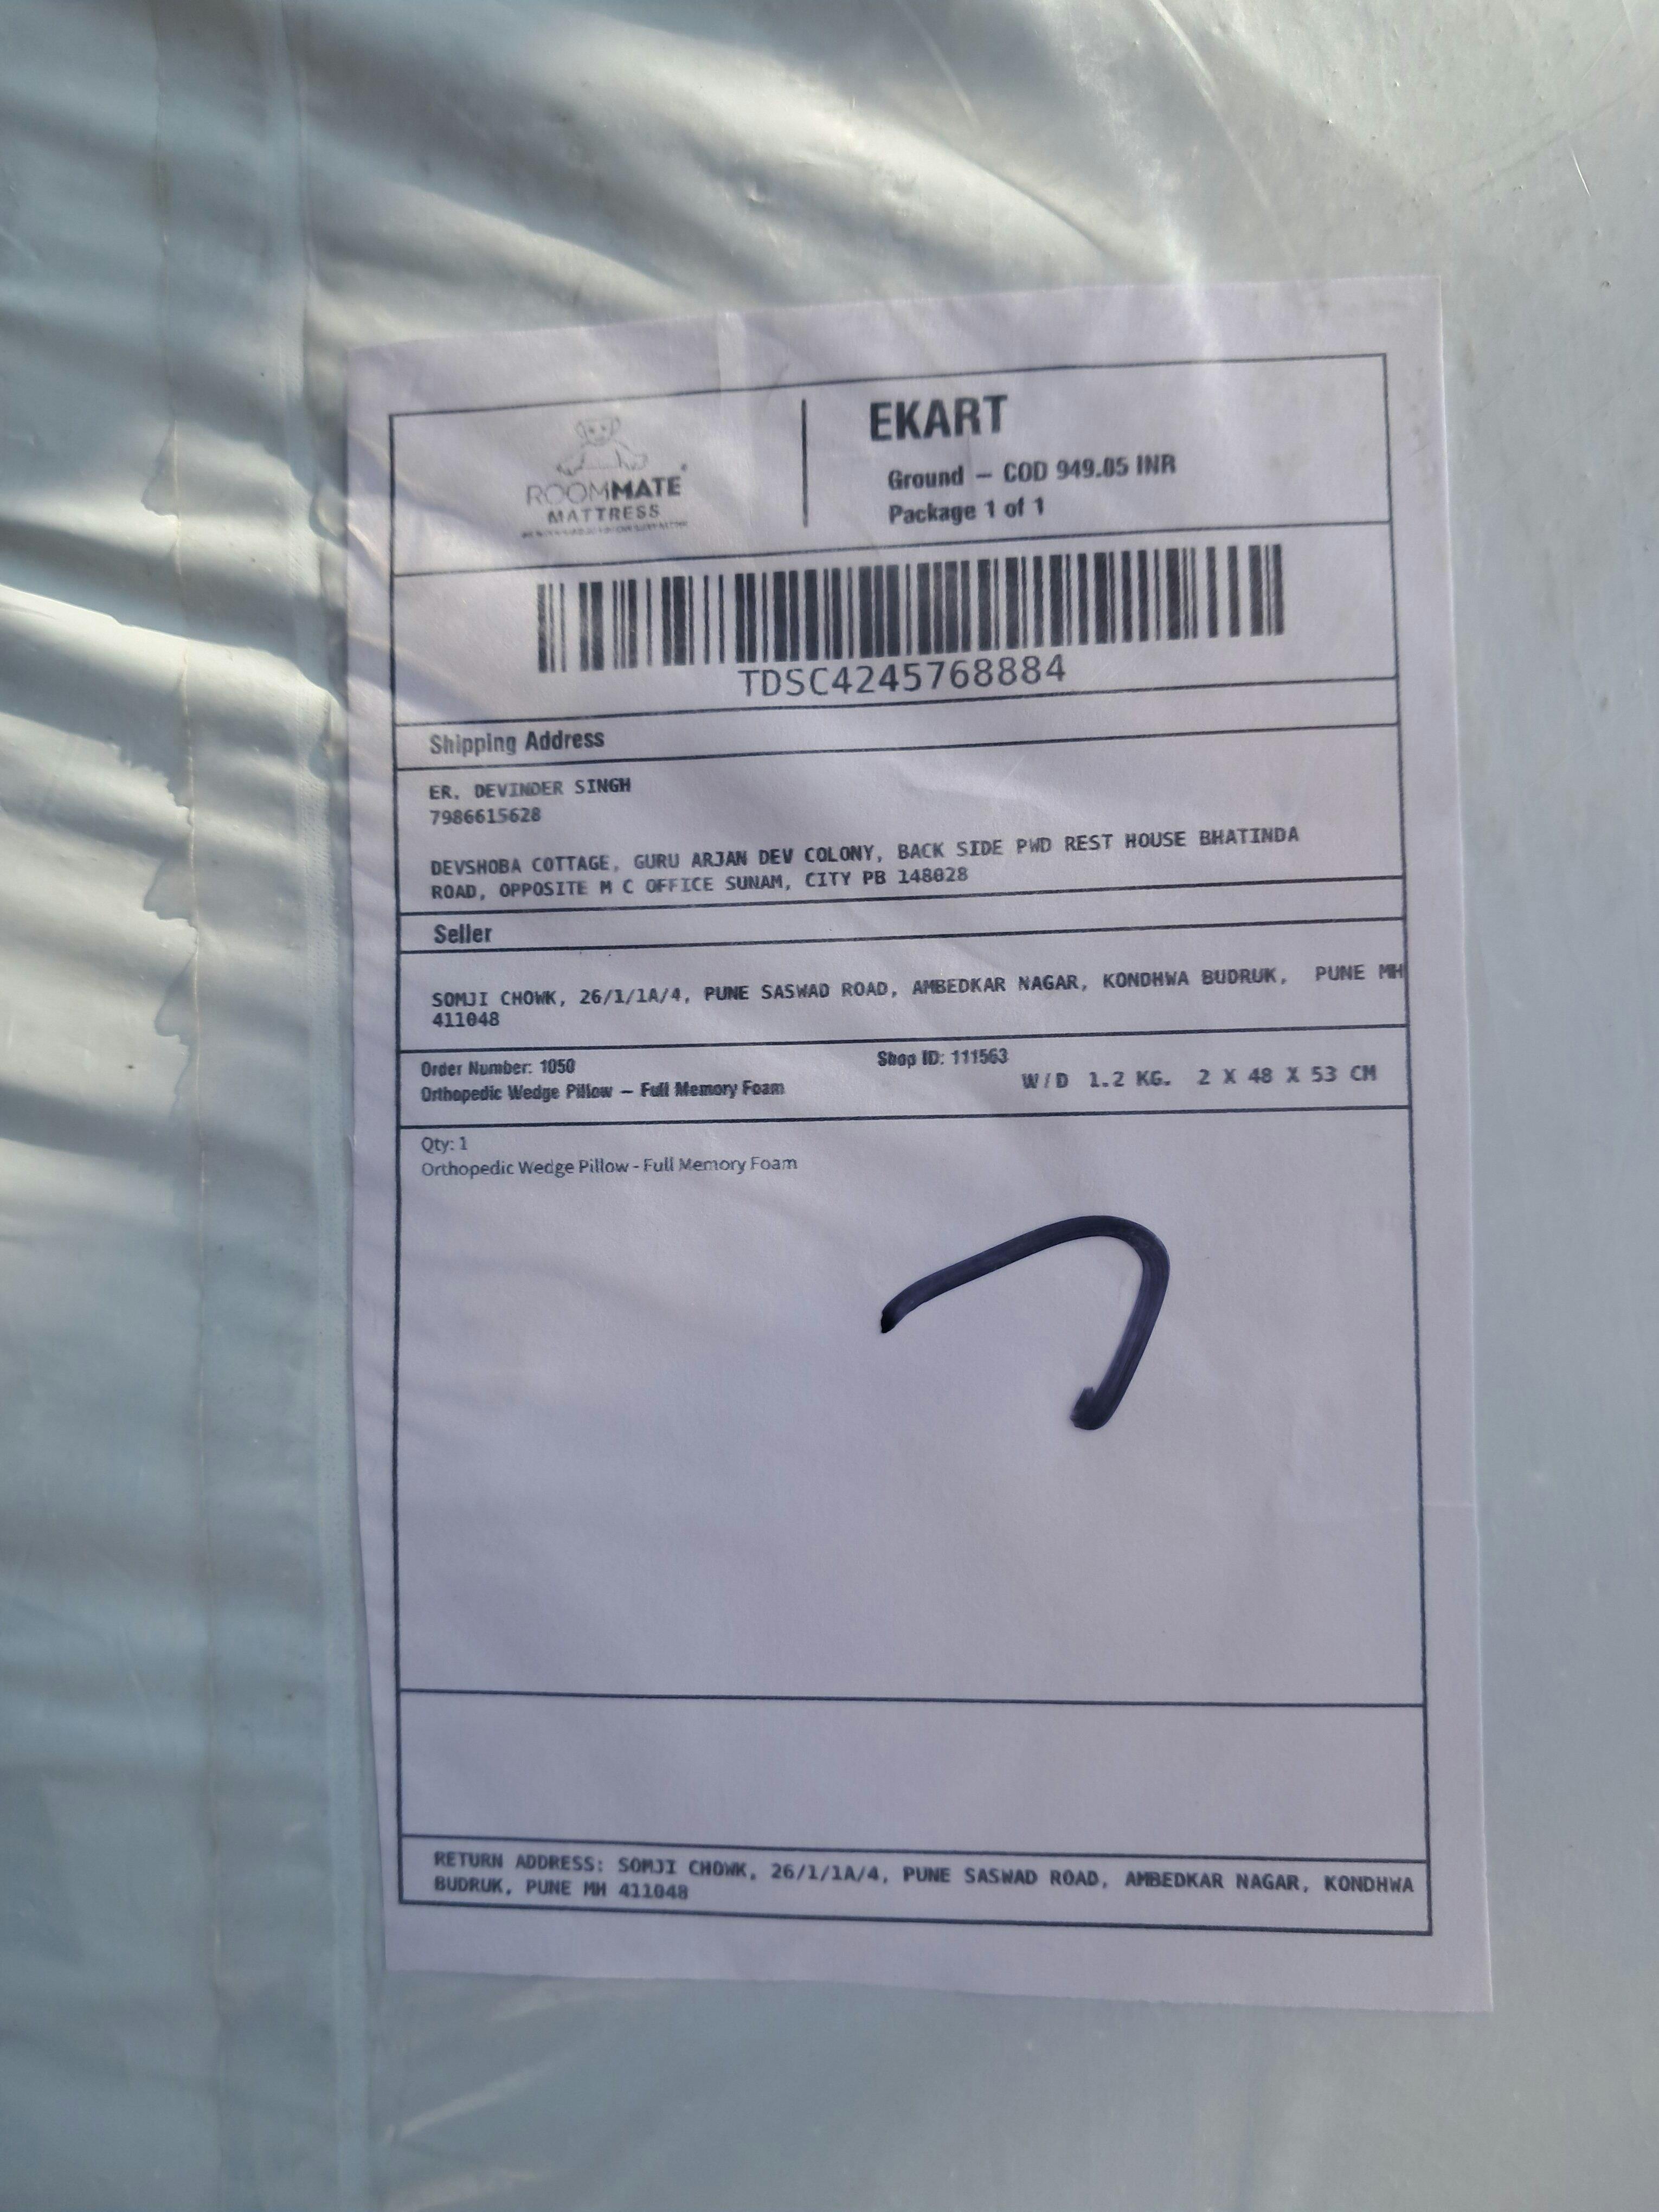 EKART
ROOMMATE
MATTRESS
Ground – COD 949.05 INR
Package 1 of 1
TDSC4245768884
Shipping Address
ER. DEVINDER SINGH
7986615628
DEVSHOBA COTTAGE, GURU ARJAN DEV COLONY, BACK SIDE PWD REST HOUSE BHATINDA
ROAD, OPPOSITE M C OFFICE SUNAM, CITY PB 148028
Seller
SOMJI CHOWK, 26/1/1A/4, PUNE SASWAD ROAD, AMBEDKAR NAGAR, KONDHWA BUDRUK, PUNE MH
411048
Order Number: 1050 Shop ID: 111563
Orthopedic Wedge Pillow – Full Memory Foam W/D 1.2 KG. 2 X 48 X 53 CM
Qty: 1
Orthopedic Wedge Pillow - Full Memory Foam
RETURN ADDRESS: SOMJI CHOWK, 26/1/1A/4, PUNE SASWAD ROAD, AMBEDKAR NAGAR, KONDHWA
BUDRUK, PUNE MH 411048